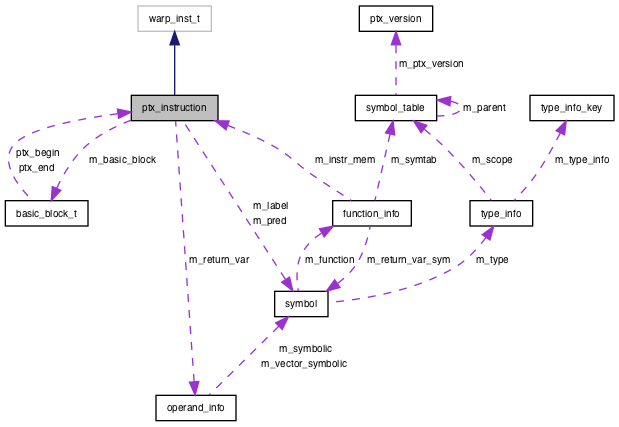 warp_inst_t
ptx_version
m_ptx_version
ptx_instruction
symbol_table
m_parent
type_info_key
ptx_begin
ptx_end
m_basic_block
m_instr_mem
m_symtab
m_scope
m_type_info
basic_block_t
m_label
m_pred
function_info
type_info
m_return_var
m_function
m_return_var_sym
m_type
symbol
m_symbolic
m_vector_symbolic
operand_info